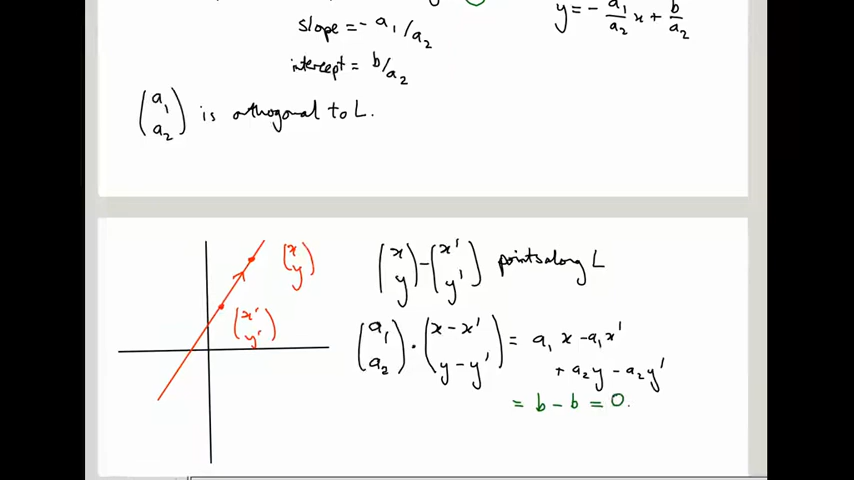 slope = - a₁/a₂
y = - a₁/a₂ x + b/a₂
intercept = b/a₂
(a₁ a₂) is orthogonal to L.
(x y)
(x' y')
(x y) - (x' y') points along L
(a₁ a₂) · (x - x' y - y') = a₁ x - a₁x'
+ a₂y - a₂y'
= b - b = 0.